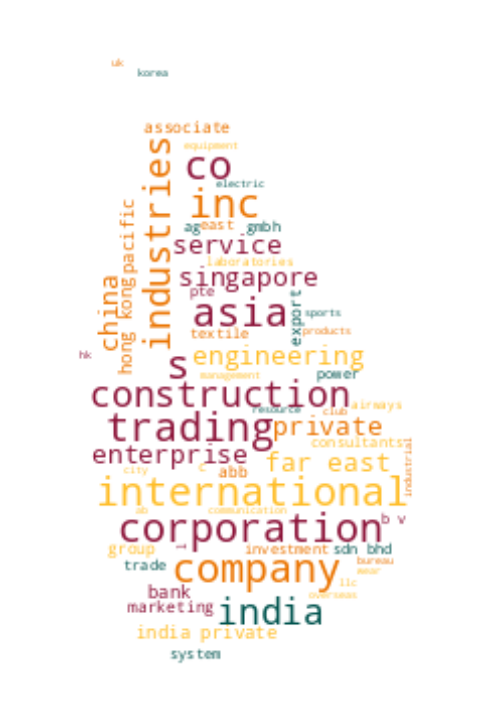 uk
korea
associate
equipment
industries
co
electric
inc
pacific
ag
east
gmbh
service
laboratories
singapore
china
hong kong
pte
export
asia
sports
textile
products
hk
s
engineering
management
power
construction
resource
club
airways
trading
private
consultants
enterprise
far east
industrial
city
c
abb
international
ab
communication
corporation
b v
group
investment
sdn bhd
trade
company
bureau
wear
llc
bank
overseas
marketing
india
india private
system